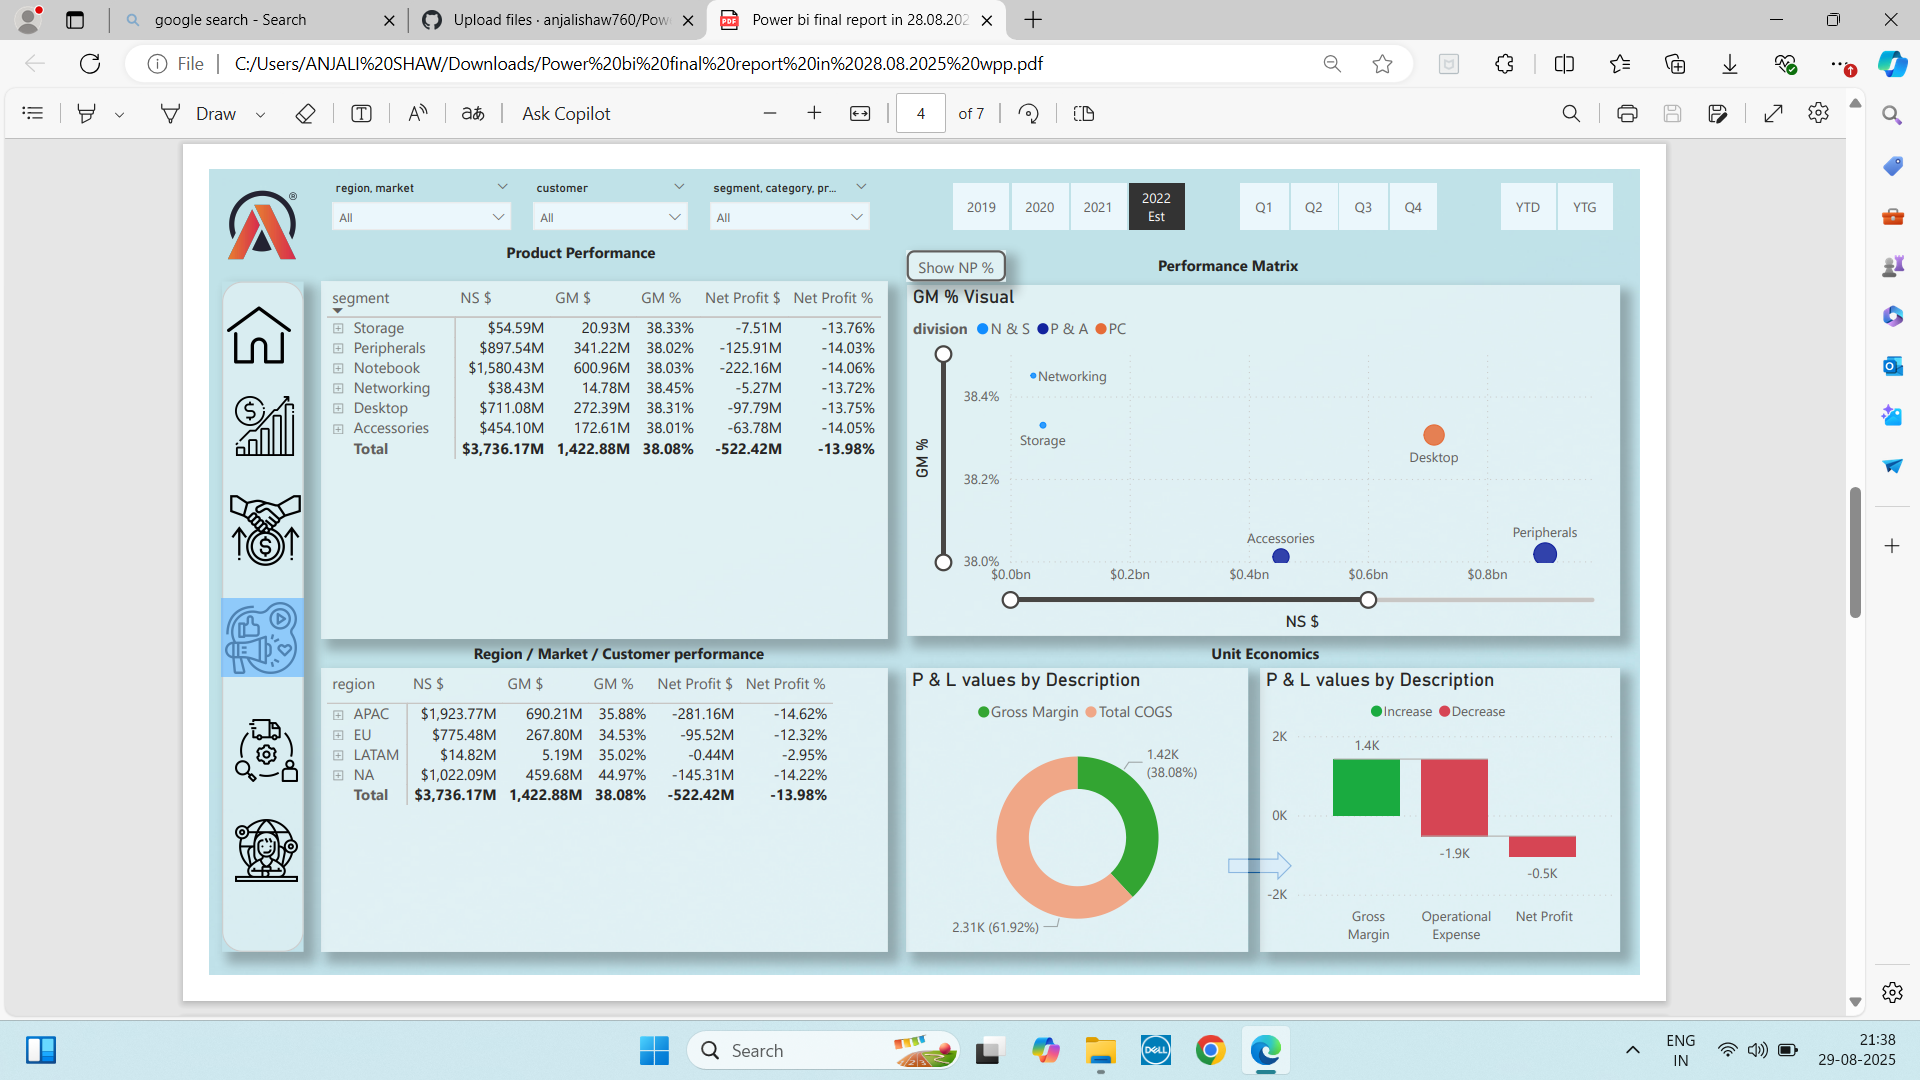 google search - Search
Upload files · anjalishaw760/Pow
Power bi final report in 28.08.202
File
C:/Users/ANJALI%20SHAW/Downloads/Power%20bi%20final%20report%20in%2028.08.2025%20wpp.pdf
Draw
Ask Copilot
4 of 7
region, market
customer
segment, category, pr...
All
All
All
2019
2020
2021
2022 Est
Q1
Q2
Q3
Q4
YTD
YTG
Product Performance
segment NS $ GM $ GM % Net Profit $ Net Profit %
Storage $54.59M 20.93M 38.33% -7.51M -13.76%
Peripherals $897.54M 341.22M 38.02% -125.91M -14.03%
Notebook $1,580.43M 600.96M 38.03% -222.16M -14.06%
Networking $38.43M 14.78M 38.45% -5.27M -13.72%
Desktop $711.08M 272.39M 38.31% -97.79M -13.75%
Accessories $454.10M 172.61M 38.01% -63.78M -14.05%
Total $3,736.17M 1,422.88M 38.08% -522.42M -13.98%
Show NP %
Performance Matrix
GM % Visual
division N & S P & A PC
GM %
38.4%
38.2%
38.0%
Networking
Storage
Desktop
Accessories
Peripherals
$0.0bn $0.2bn $0.4bn $0.6bn $0.8bn
NS $
Region / Market / Customer performance
region NS $ GM $ GM % Net Profit $ Net Profit %
APAC $1,923.77M 690.21M 35.88% -281.16M -14.62%
EU $775.48M 267.80M 34.53% -95.52M -12.32%
LATAM $14.82M 5.19M 35.02% -0.44M -2.95%
NA $1,022.09M 459.68M 44.97% -145.31M -14.22%
Total $3,736.17M 1,422.88M 38.08% -522.42M -13.98%
Unit Economics
P & L values by Description
Gross Margin Total COGS
1.42K
(38.08%)
2.31K (61.92%)
P & L values by Description
Increase Decrease
2K
0K
-2K
1.4K
-1.9K
-0.5K
Gross
Margin
Operational
Expense
Net Profit
Search
DELL
ENG
IN
21:38
29-08-2025